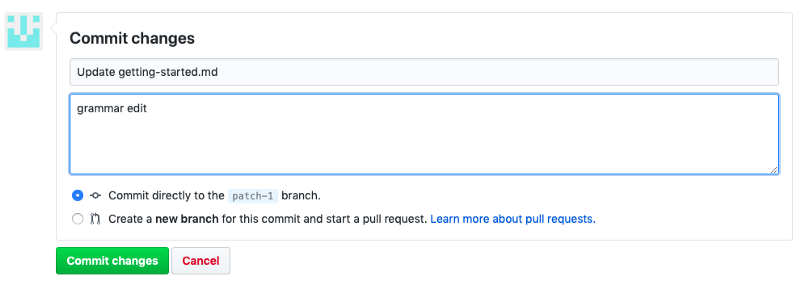 Commit changes
Update getting-started.md
grammar edit
Commit directly to the patch-1 branch.
Create a new branch for this commit and start a pull request. Learn more about pull requests.
Commit changes Cancel